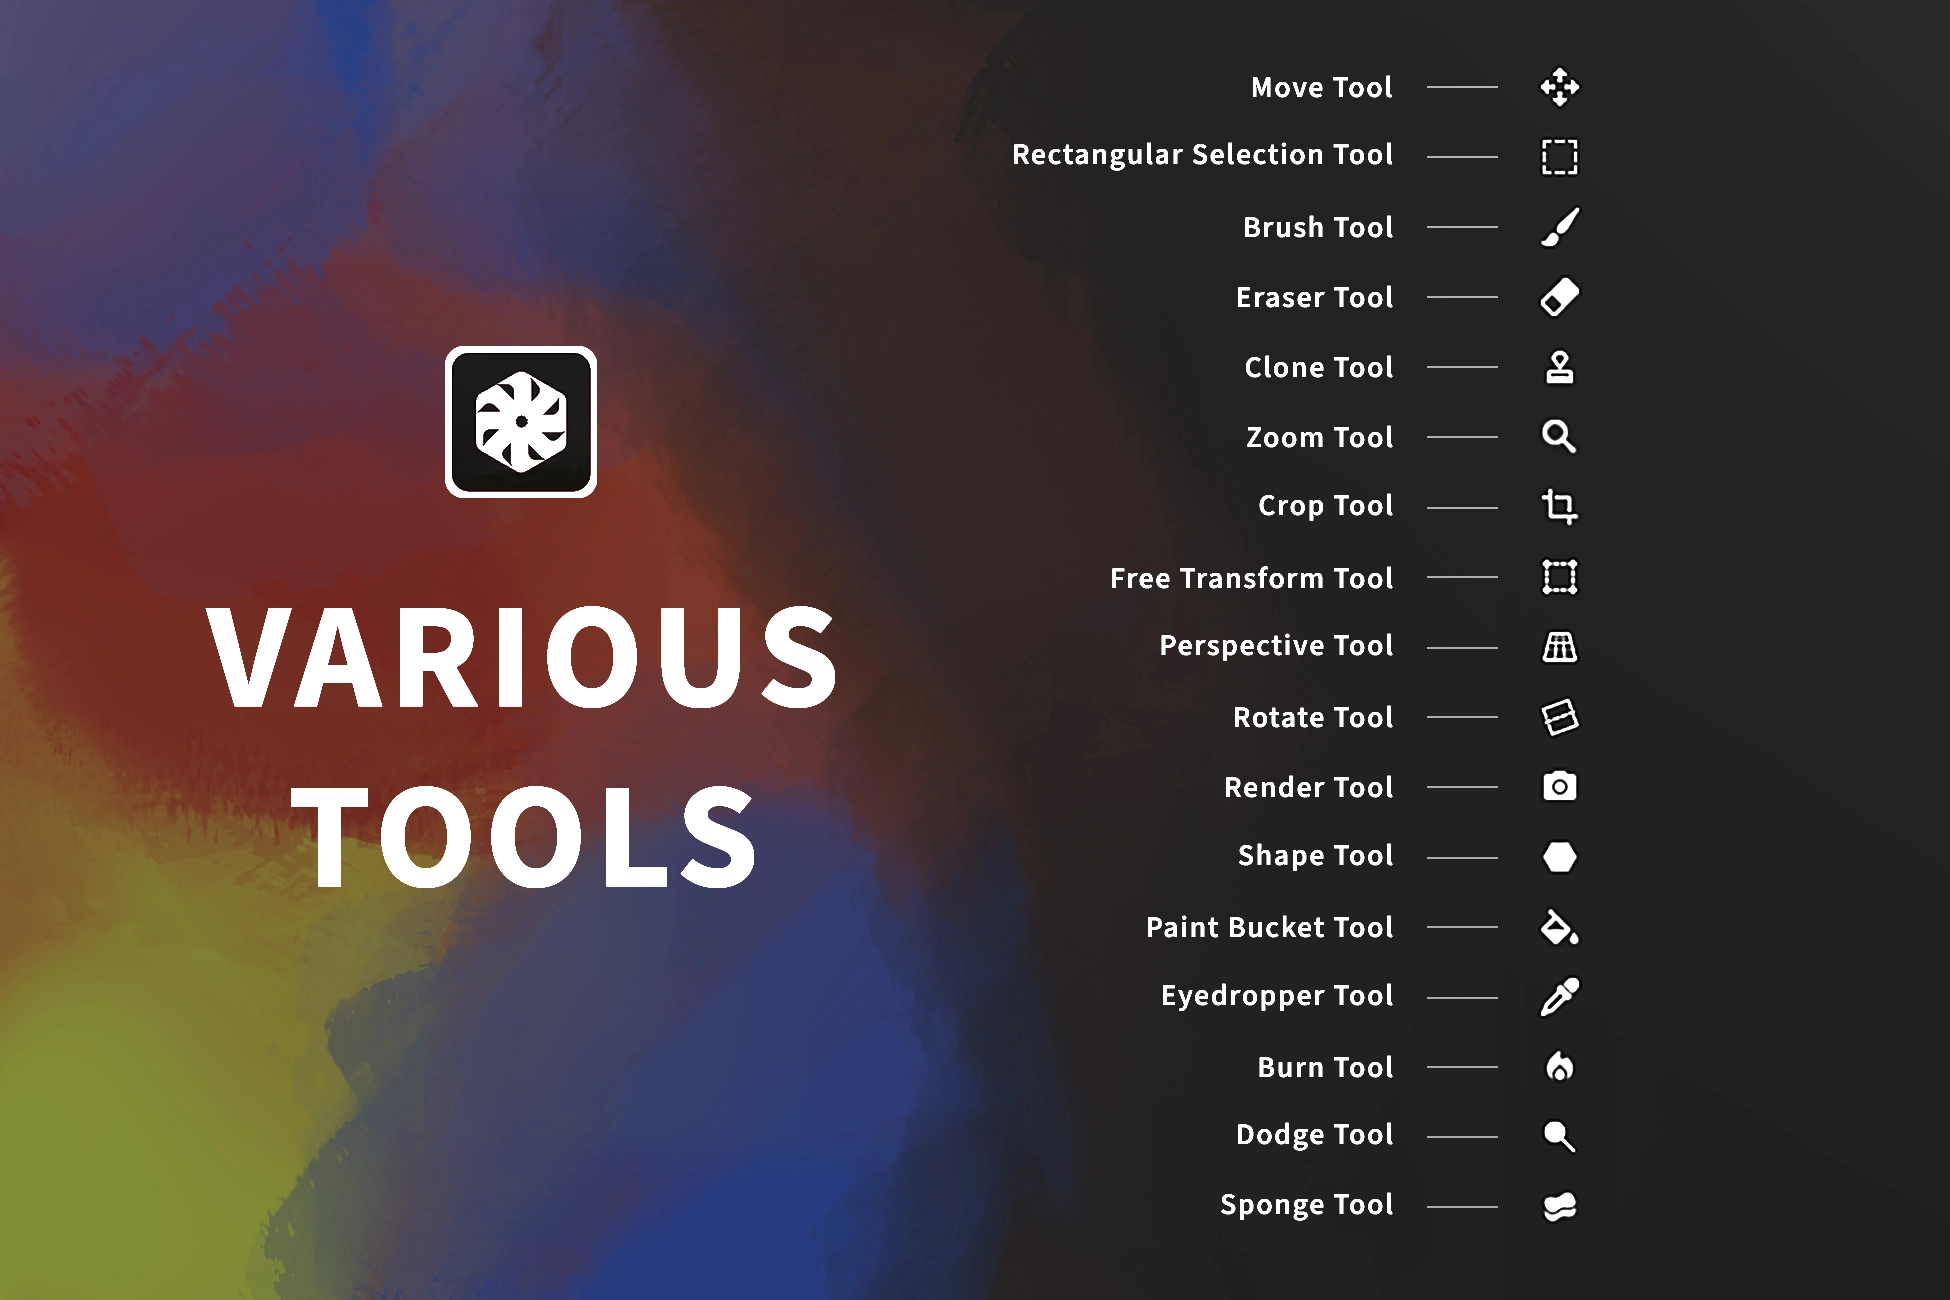 VARIOUS
TOOLS
Move Tool
Rectangular Selection Tool
Brush Tool
Eraser Tool
Clone Tool
Zoom Tool
Crop Tool
Free Transform Tool
Perspective Tool
Rotate Tool
Render Tool
Shape Tool
Paint Bucket Tool
Eyedropper Tool
Burn Tool
Dodge Tool
Sponge Tool